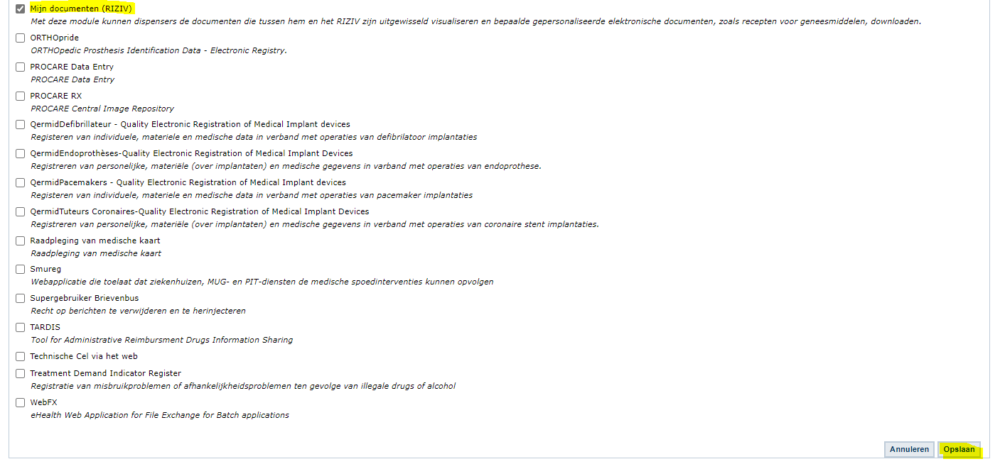 Mijn documenten (RIZIV)
Met deze module kunnen dispensers de documenten die tussen hem en het RIZIV zijn uitgewisseld visualiseren en bepaalde gepersonaliseerde elektronische documenten, zoals recepten voor geneesmiddelen, downloaden.
ORTHOpride
ORTHOpedic Prosthesis Identification Data - Electronic Registry.
PROCARE Data Entry
PROCARE Data Entry
PROCARE RX
PROCARE Central Image Repository
QermidDefibrillateur - Quality Electronic Registration of Medical Implant devices
Registeren van individuele, materiele en medische data in verband met operaties van defibrilatoor implantaties
QermidEndoprothèses-Quality Electronic Registration of Medical Implant Devices
Registreren van personelijke, materiële (over implantaten) en medische gegevens in varband met operaties van endoprothese.
QermidPacemakers - Quality Electronic Registration of Medical Implant devices
Registeren van individuele, materiele en medische data in verband met operaties van pacemaker implantaties
QermidTuteurs Coronaires-Quality Electronic Registration of Medical Implant Devices
Registreren van personelijke, materiële (over implantaten) en medische gegevens in verband met operaties van coronaire stent implantaties.
Raadpleging van medische kaart
Raadpleging van medische kaart
Smureg
Webapplicatie die toelaat dat ziekenhuizen, MUG- en PIT-diensten de medische spoedinterventies kunnen opvolgen
Supergebruiker Brievenbus
Recht op berichten te verwijderen en te herinjecteren
TARDIS
Tool for Administrative Reimbursment Drugs Information Sharing
Technische Cel via het web
Treatment Demand Indicator Register
Registratie van misbruikproblemen of afhankelijkheidsproblemen ten gevolge van illegale drugs of alcohol
WebFX
eHealth Web Application for File Exchange for Batch applications
Annuleren Opslaan